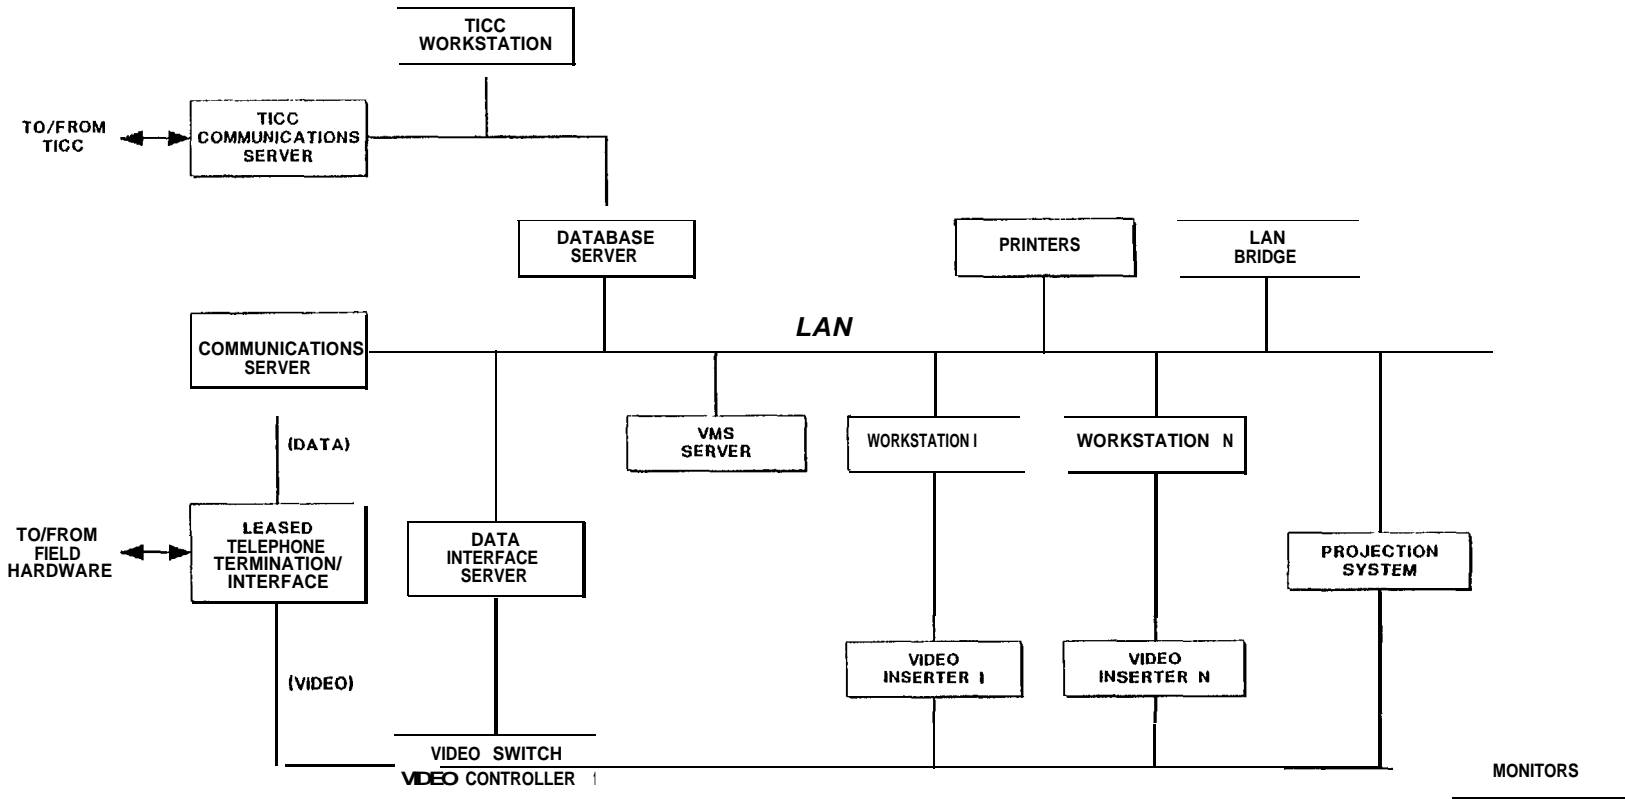 TICC
WORKSTATION
TO/FROM
TICC
TICC
COMMUNICATIONS
SERVER
DATABASE
SERVER
PRINTERS
LAN
BRIDGE
LAN
COMMUNICATIONS
SERVER
(DATA)
VMS
SERVER
WORKSTATION I
WORKSTATION N
TO/FROM
FIELD
HARDWARE
LEASED
TELEPHONE
TERMINATION/
INTERFACE
DATA
INTERFACE
SERVER
PROJECTION
SYSTEM
(VIDEO)
VIDEO
INSERTER I
VIDEO
INSERTER N
VIDEO SWITCH
VIDEO CONTROLLER
MONITORS